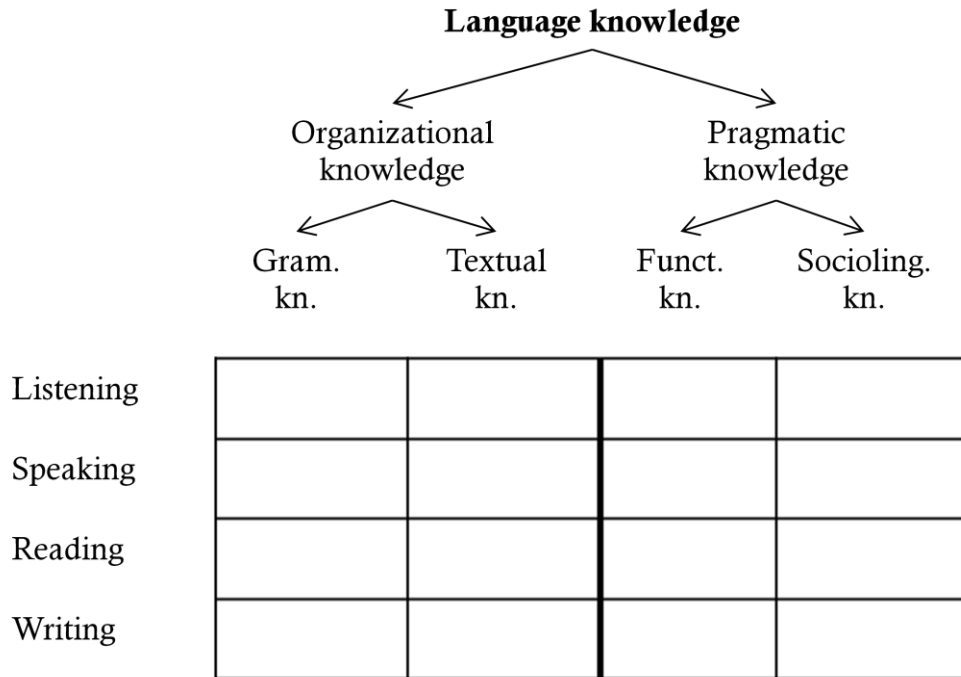 Language knowledge
Organizational
knowledge
Pragmatic
knowledge
Gram.
kn.
Textual
kn.
Funct.
kn.
Socioling.
kn.
Listening
Speaking
Reading
Writing